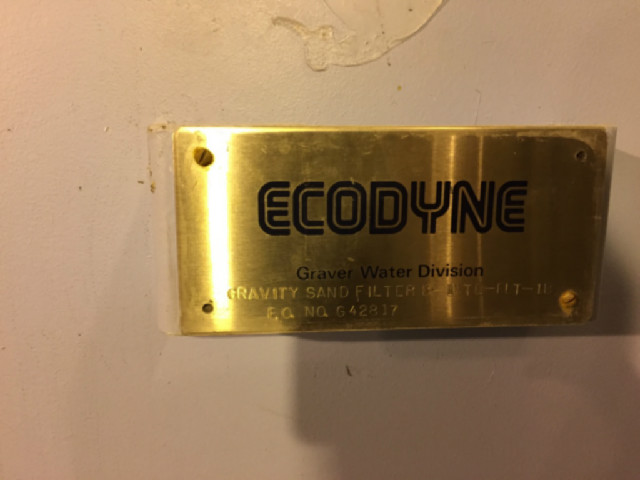 ECODYNE
Graver Water Division
GRAVITY SAND FILTER
P.O. NO. 642817